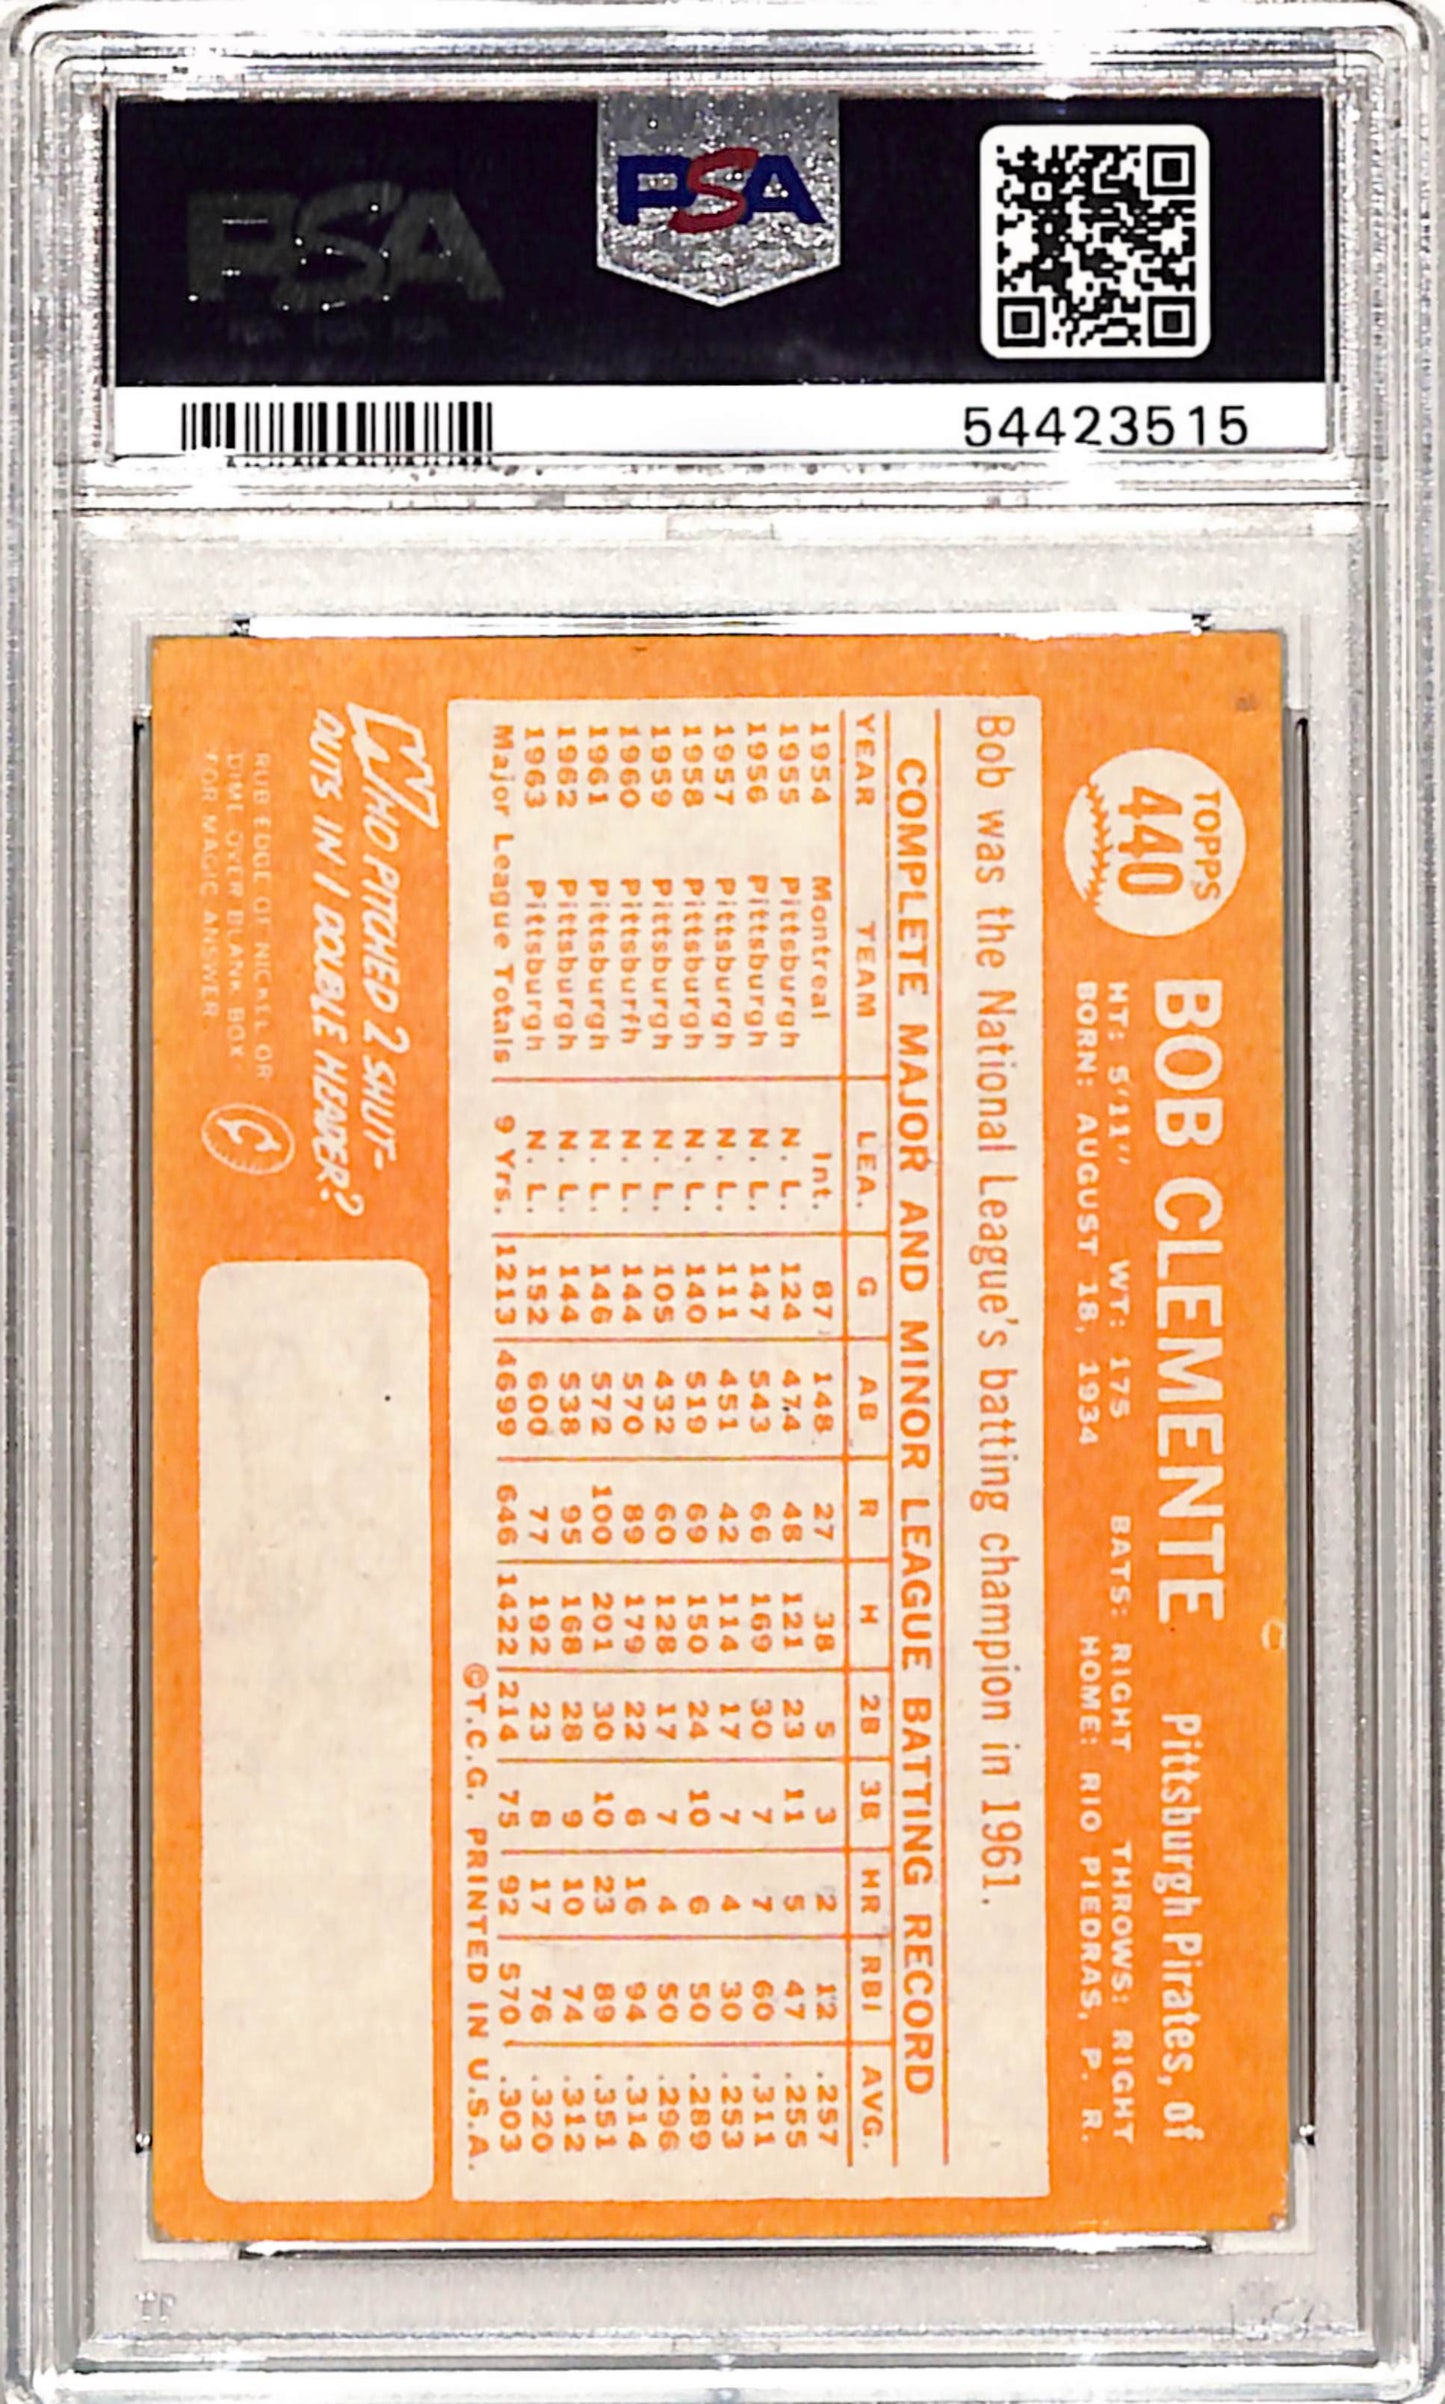 PSA
PSA
54423515
TOPPS
440
BOB CLEMENTE Pittsburgh Pirates, of
HT: 5'11" WT: 175 BATS: RIGHT THROWS: RIGHT
BORN: AUGUST 18, 1934 HOME: RIO PIEDRAS, P. R.
Bob was the National League's batting champion in 1961.
COMPLETE MAJOR AND MINOR LEAGUE BATTING RECORD
YEAR TEAM LEA. G AB R H 2B 3B HR RBI AVG.
1954 Montreal Int. 87 148 27 38 5 3 2 12 .257
1955 Pittsburgh N. L. 124 474 48 121 23 11 5 47 .255
1956 Pittsburgh N. L. 147 543 66 169 30 7 7 60 .311
1957 Pittsburgh N. L. 111 451 42 114 17 7 4 30 .253
1958 Pittsburgh N. L. 140 519 69 150 24 10 6 50 .289
1959 Pittsburgh N. L. 105 432 60 128 17 7 4 50 .296
1960 Pittsburfh N. L. 144 570 89 179 22 6 16 94 .314
1961 Pittsburgh N. L. 146 572 100 201 30 10 23 89 .351
1962 Pittsburgh N. L. 144 538 95 168 28 9 10 74 .312
1963 Pittsburgh N. L. 152 600 77 192 23 8 17 76 .320
Major League Totals 9 Yrs. 1213 4699 646 1422 214 75 92 570 .303
©T.C.G. PRINTED IN U.S.A.
WHO PITCHED 2 SHUT-
OUTS IN 1 DOUBLE HEADER?
RUB EDGE OF NICKEL OR
DIME OVER BLANK BOX
FOR MAGIC ANSWER